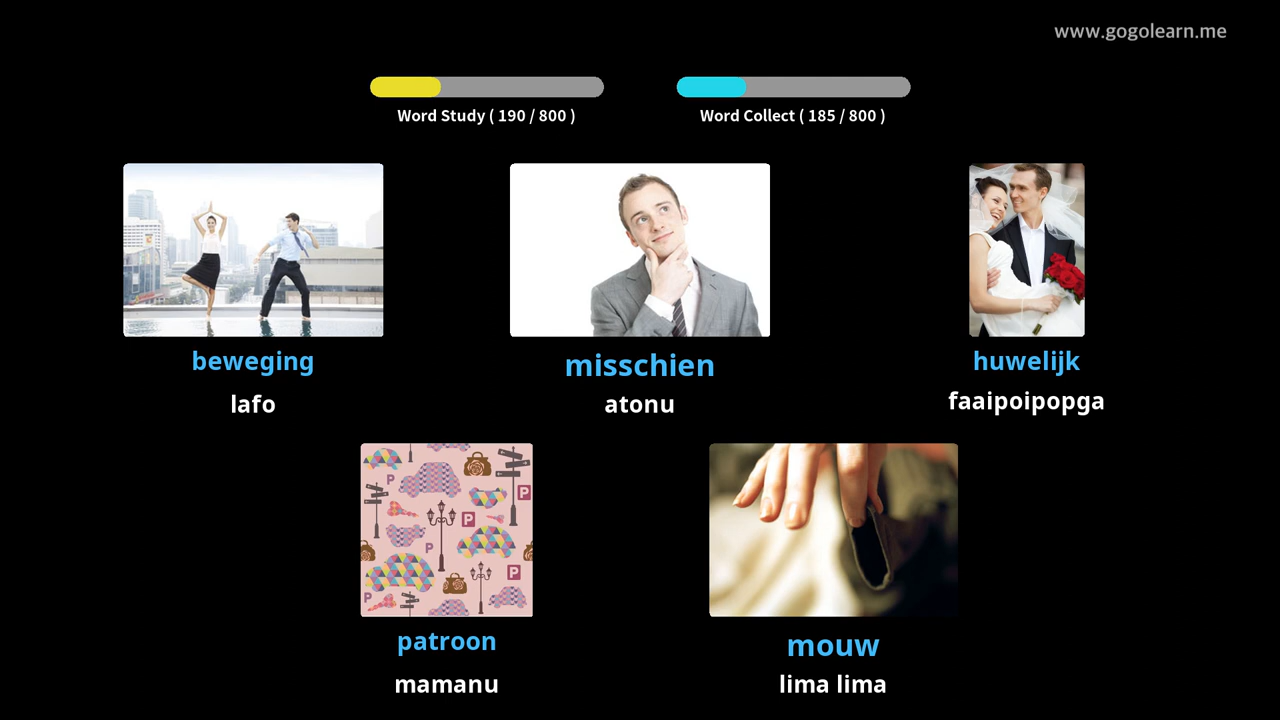 www.gogolearn.me
Word Study ( 190 / 800 )
Word Collect ( 185 / 800 )
beweging
lafo
misschien
atonu
huwelijk
faaipoipopga
P
P
P
P
P
P
patroon
mamanu
mouw
lima lima